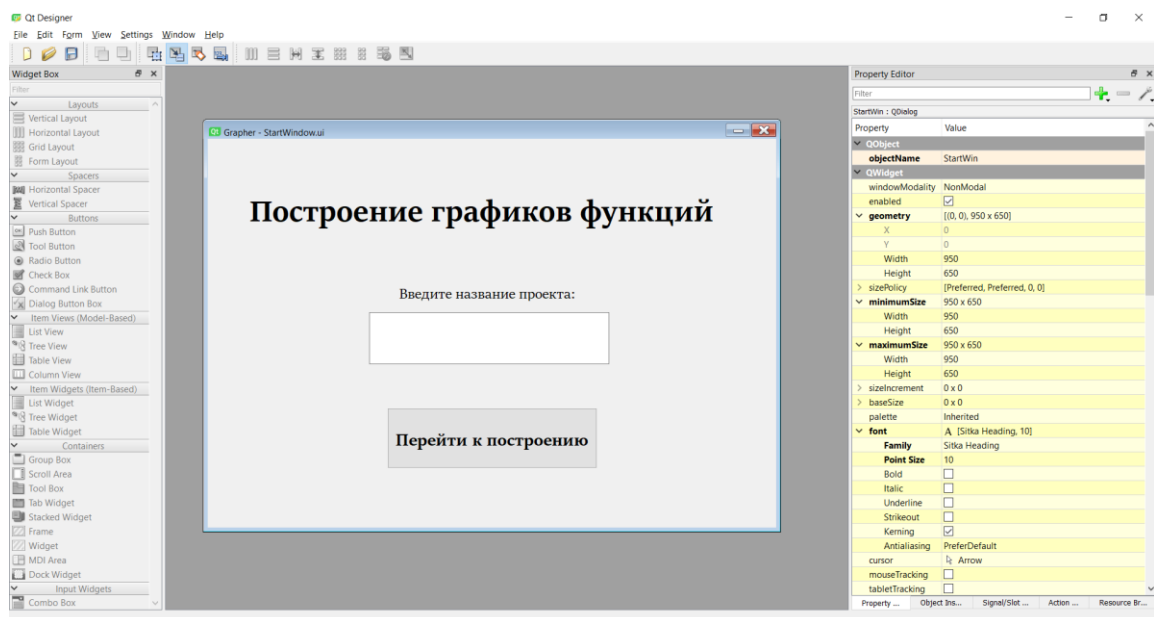 Qt Designer
File Edit Form View Settings Window Help
Widget Box
Filter
Layouts
Vertical Layout
Horizontal Layout
Grid Layout
Form Layout
Spacers
Horizontal Spacer
Vertical Spacer
Buttons
Push Button
Tool Button
Radio Button
Check Box
Command Link Button
Dialog Button Box
Item Views (Model-Based)
List View
Tree View
Table View
Column View
Item Widgets (Item-Based)
List Widget
Tree Widget
Table Widget
Containers
Group Box
Scroll Area
Tool Box
Tab Widget
Stacked Widget
Frame
Widget
MDI Area
Dock Widget
Input Widgets
Combo Box
Grapher - StartWindow.ui
Построение графиков функций
Введите название проекта:
Перейти к построению
Property Editor
Filter
StartWin : QDialog
Property Value
QObject
objectName StartWin
QWidget
windowModality NonModal
enabled
geometry [(0, 0), 950 x 650]
X 0
Y 0
Width 950
Height 650
sizePolicy [Preferred, Preferred, 0, 0]
minimumSize 950 x 650
Width 950
Height 650
maximumSize 950 x 650
Width 950
Height 650
sizeIncrement 0 x 0
baseSize 0 x 0
palette Inherited
font A [Sitka Heading, 10]
Family Sitka Heading
Point Size 10
Bold
Italic
Underline
Strikeout
Kerning
Antialiasing PreferDefault
cursor Arrow
mouseTracking
tabletTracking
Property ... Object Ins... Signal/Slot ... Action ... Resource Br...